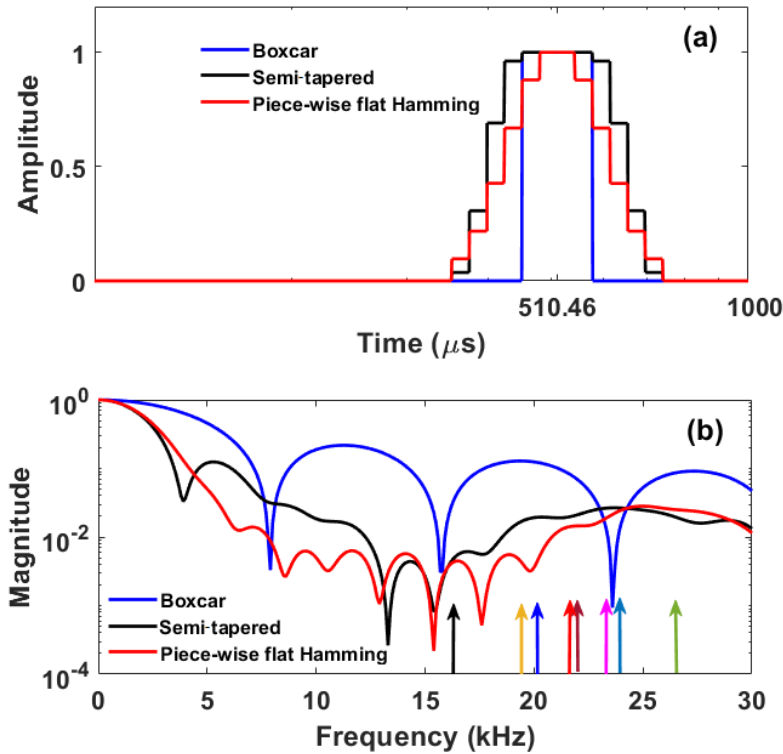 (a)
Boxcar
Semi-tapered
Piece-wise flat Hamming
1
0.5
0
Amplitude
510.46 1000
Time (μs)
(b)
10^0
10^-2
10^-4
Magnitude
Boxcar
Semi-tapered
Piece-wise flat Hamming
0 5 10 15 20 25 30
Frequency (kHz)